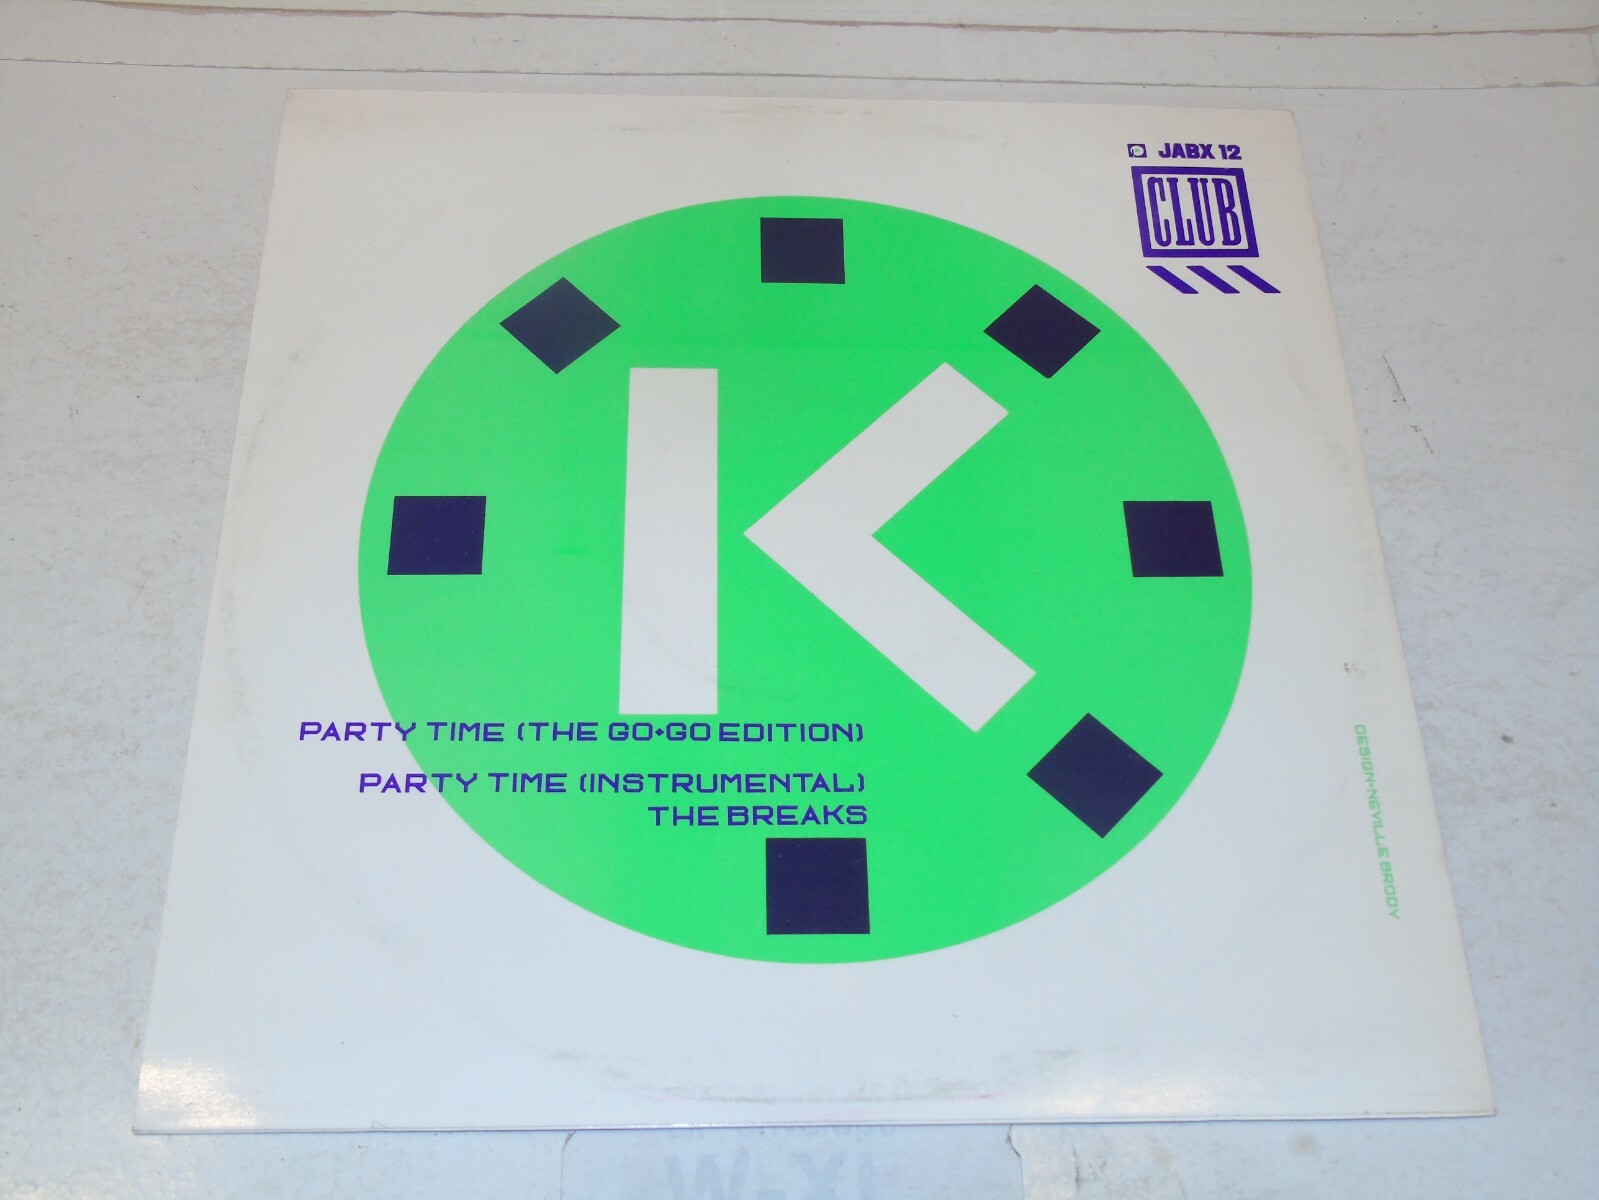 JABX 12
CLUB
K
PARTY TIME (THE GO•GO EDITION)
PARTY TIME (INSTRUMENTAL)
THE BREAKS
DESIGN•NEVILLE BRODY